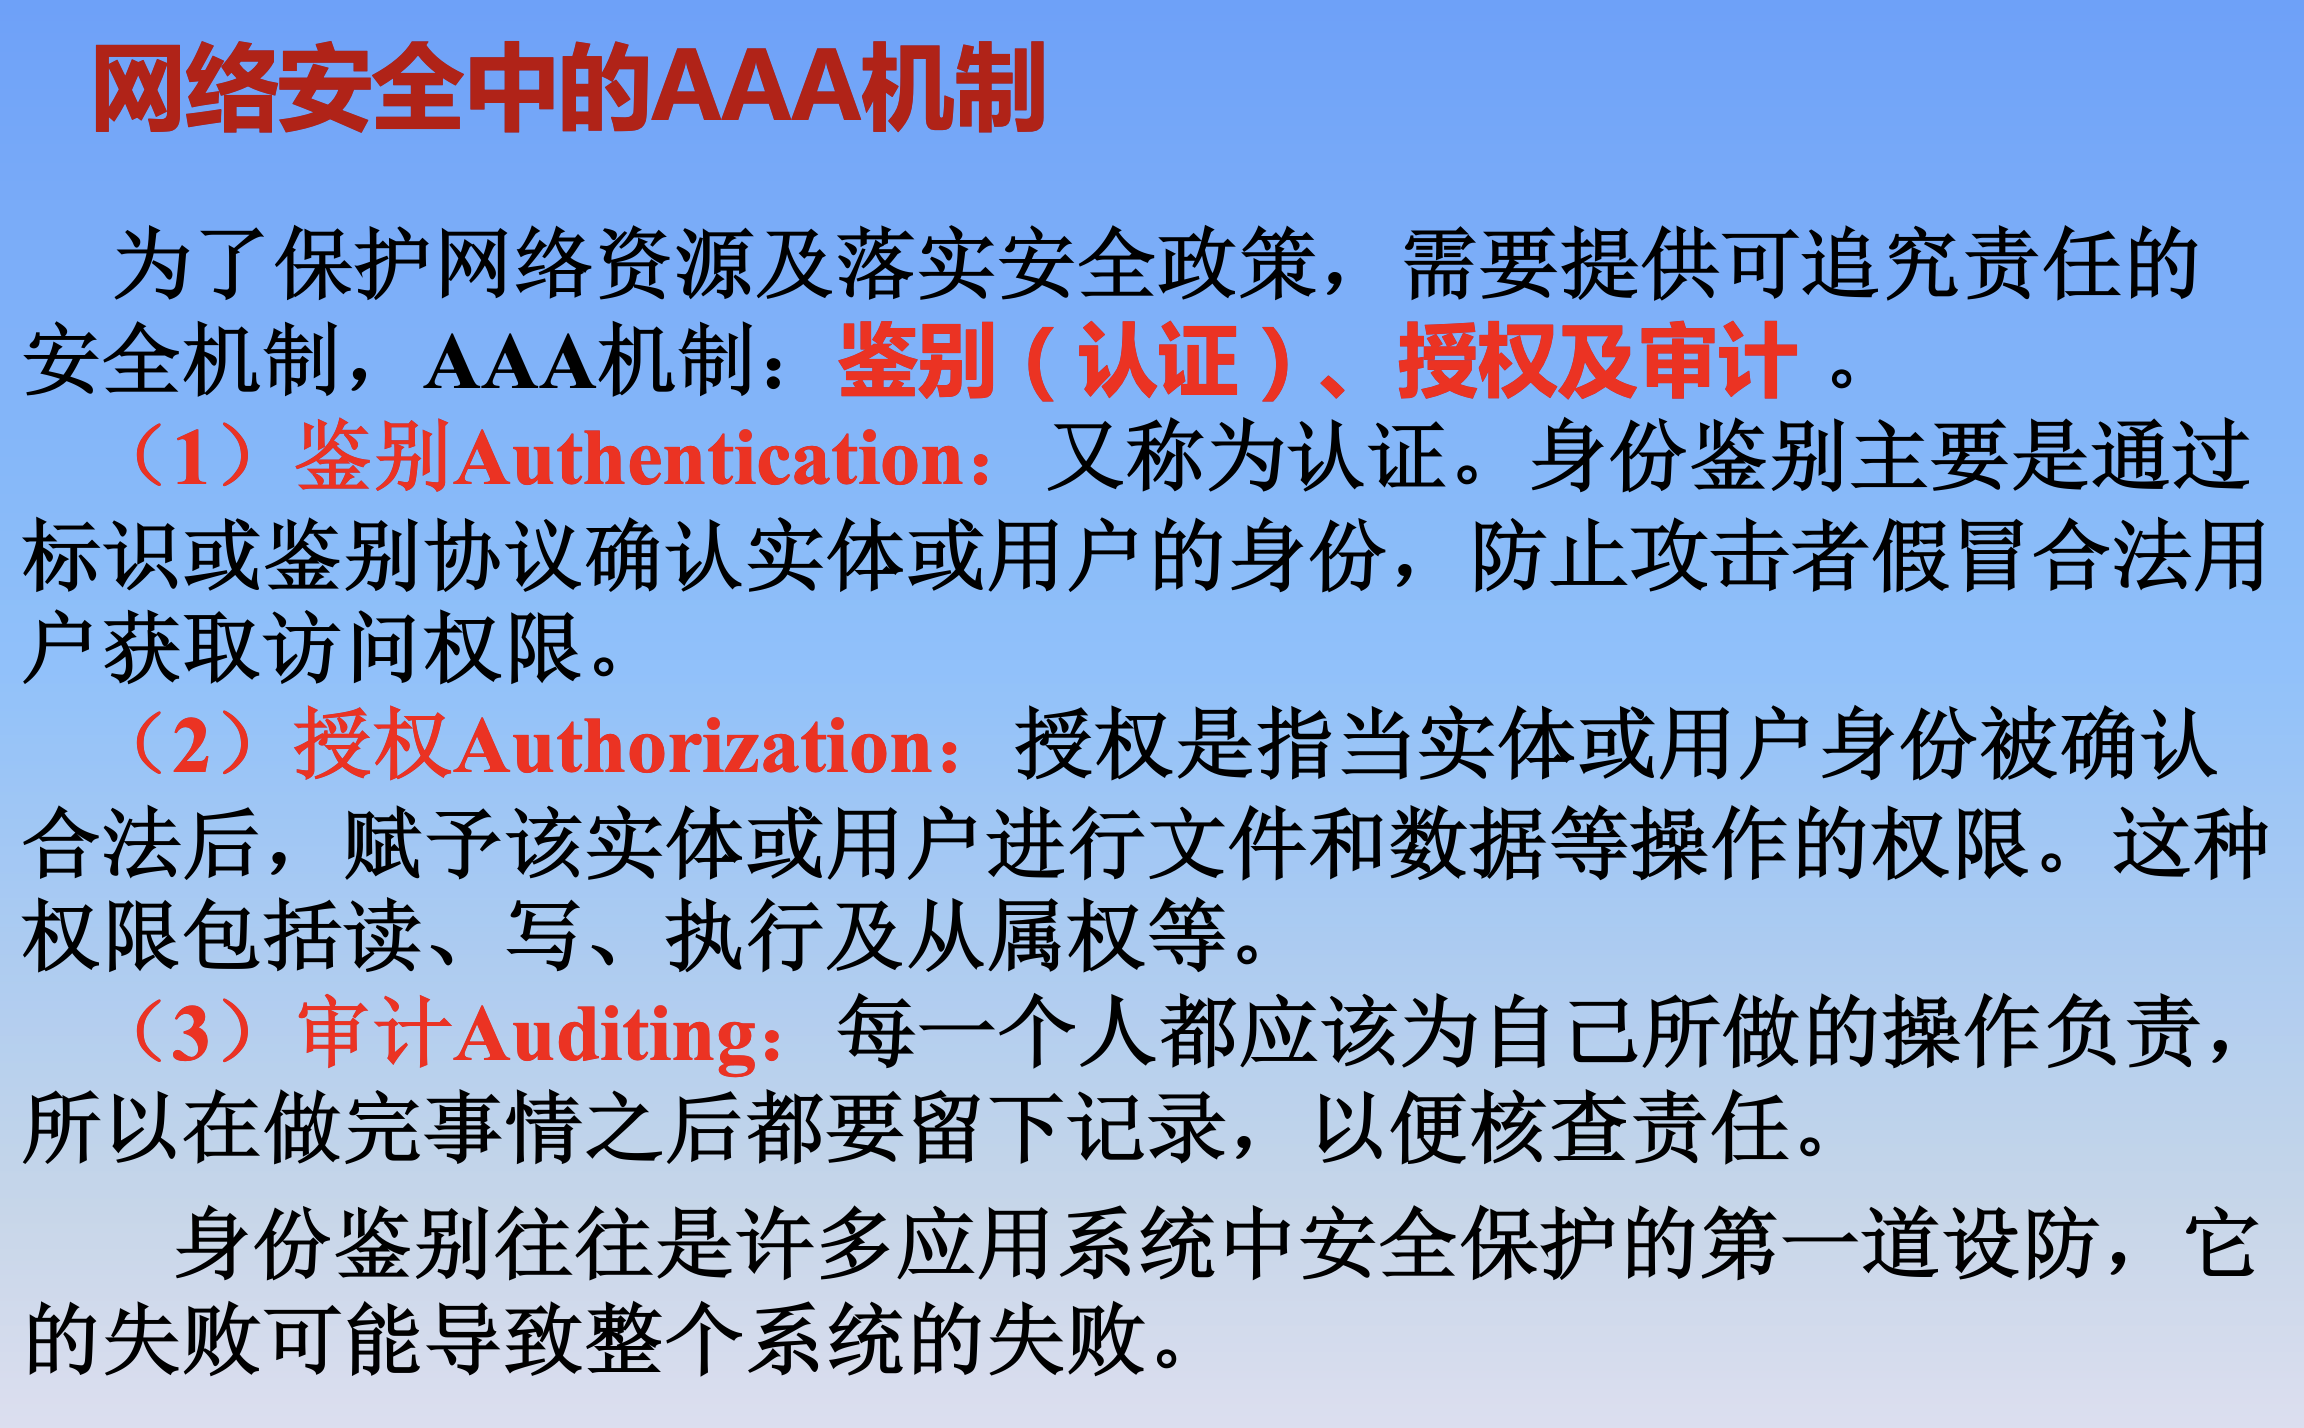 网络安全中的AAA机制
为了保护网络资源及落实安全政策，需要提供可追究责任的
安全机制，AAA机制：鉴别（认证）、授权及审计 。
（1）鉴别Authentication：又称为认证。身份鉴别主要是通过
标识或鉴别协议确认实体或用户的身份，防止攻击者假冒合法用
户获取访问权限。
（2）授权Authorization：授权是指当实体或用户身份被确认
合法后，赋予该实体或用户进行文件和数据等操作的权限。这种
权限包括读、写、执行及从属权等。
（3）审计Auditing：每一个人都应该为自己所做的操作负责，
所以在做完事情之后都要留下记录，以便核查责任。
身份鉴别往往是许多应用系统中安全保护的第一道设防，它
的失败可能导致整个系统的失败。